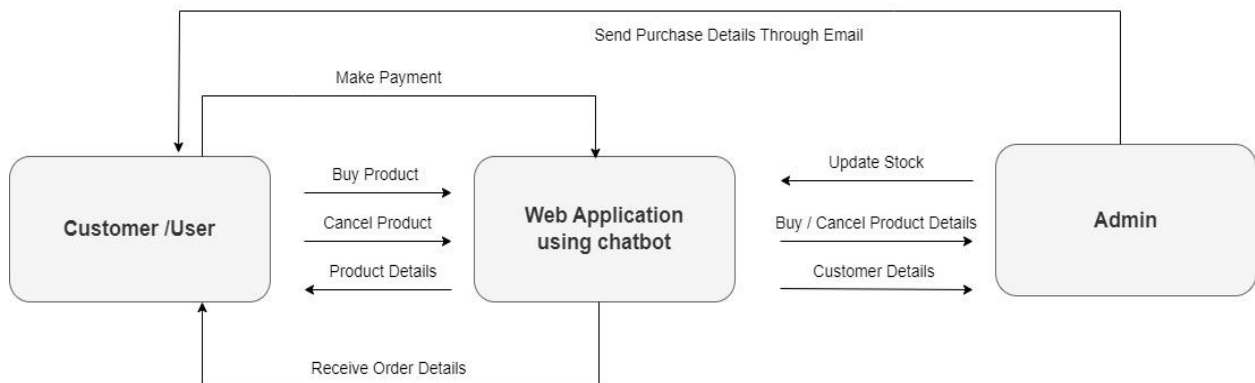 Send Purchase Details Through Email
Make Payment
Buy Product
Update Stock
Customer /User
Cancel Product
Web Application
using chatbot
Buy / Cancel Product Details
Admin
Product Details
Customer Details
Receive Order Details